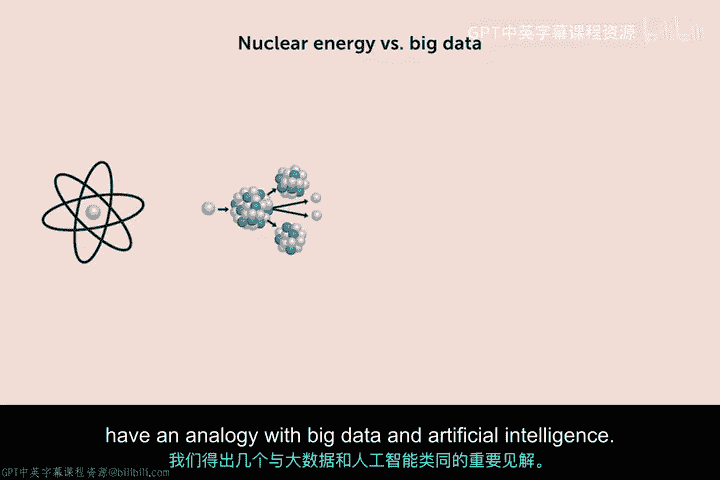 GPT中英字幕课程资源
Nuclear energy vs. big data
have an analogy with big data and artificial intelligence.
我们得出几个与大数据和人工智能类同的重要见解。
GPT中英字幕课程资源@bilibili.com